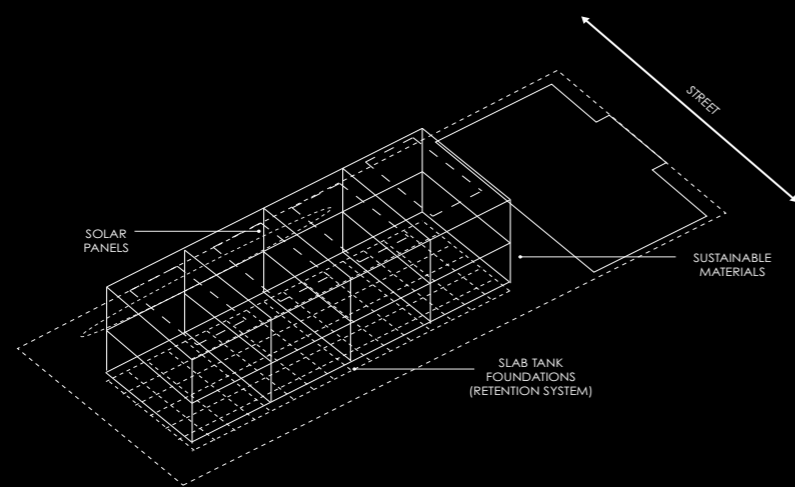 STREET
SOLAR
PANELS
SUSTAINABLE
MATERIALS
SLAB TANK
FOUNDATIONS
(RETENTION SYSTEM)